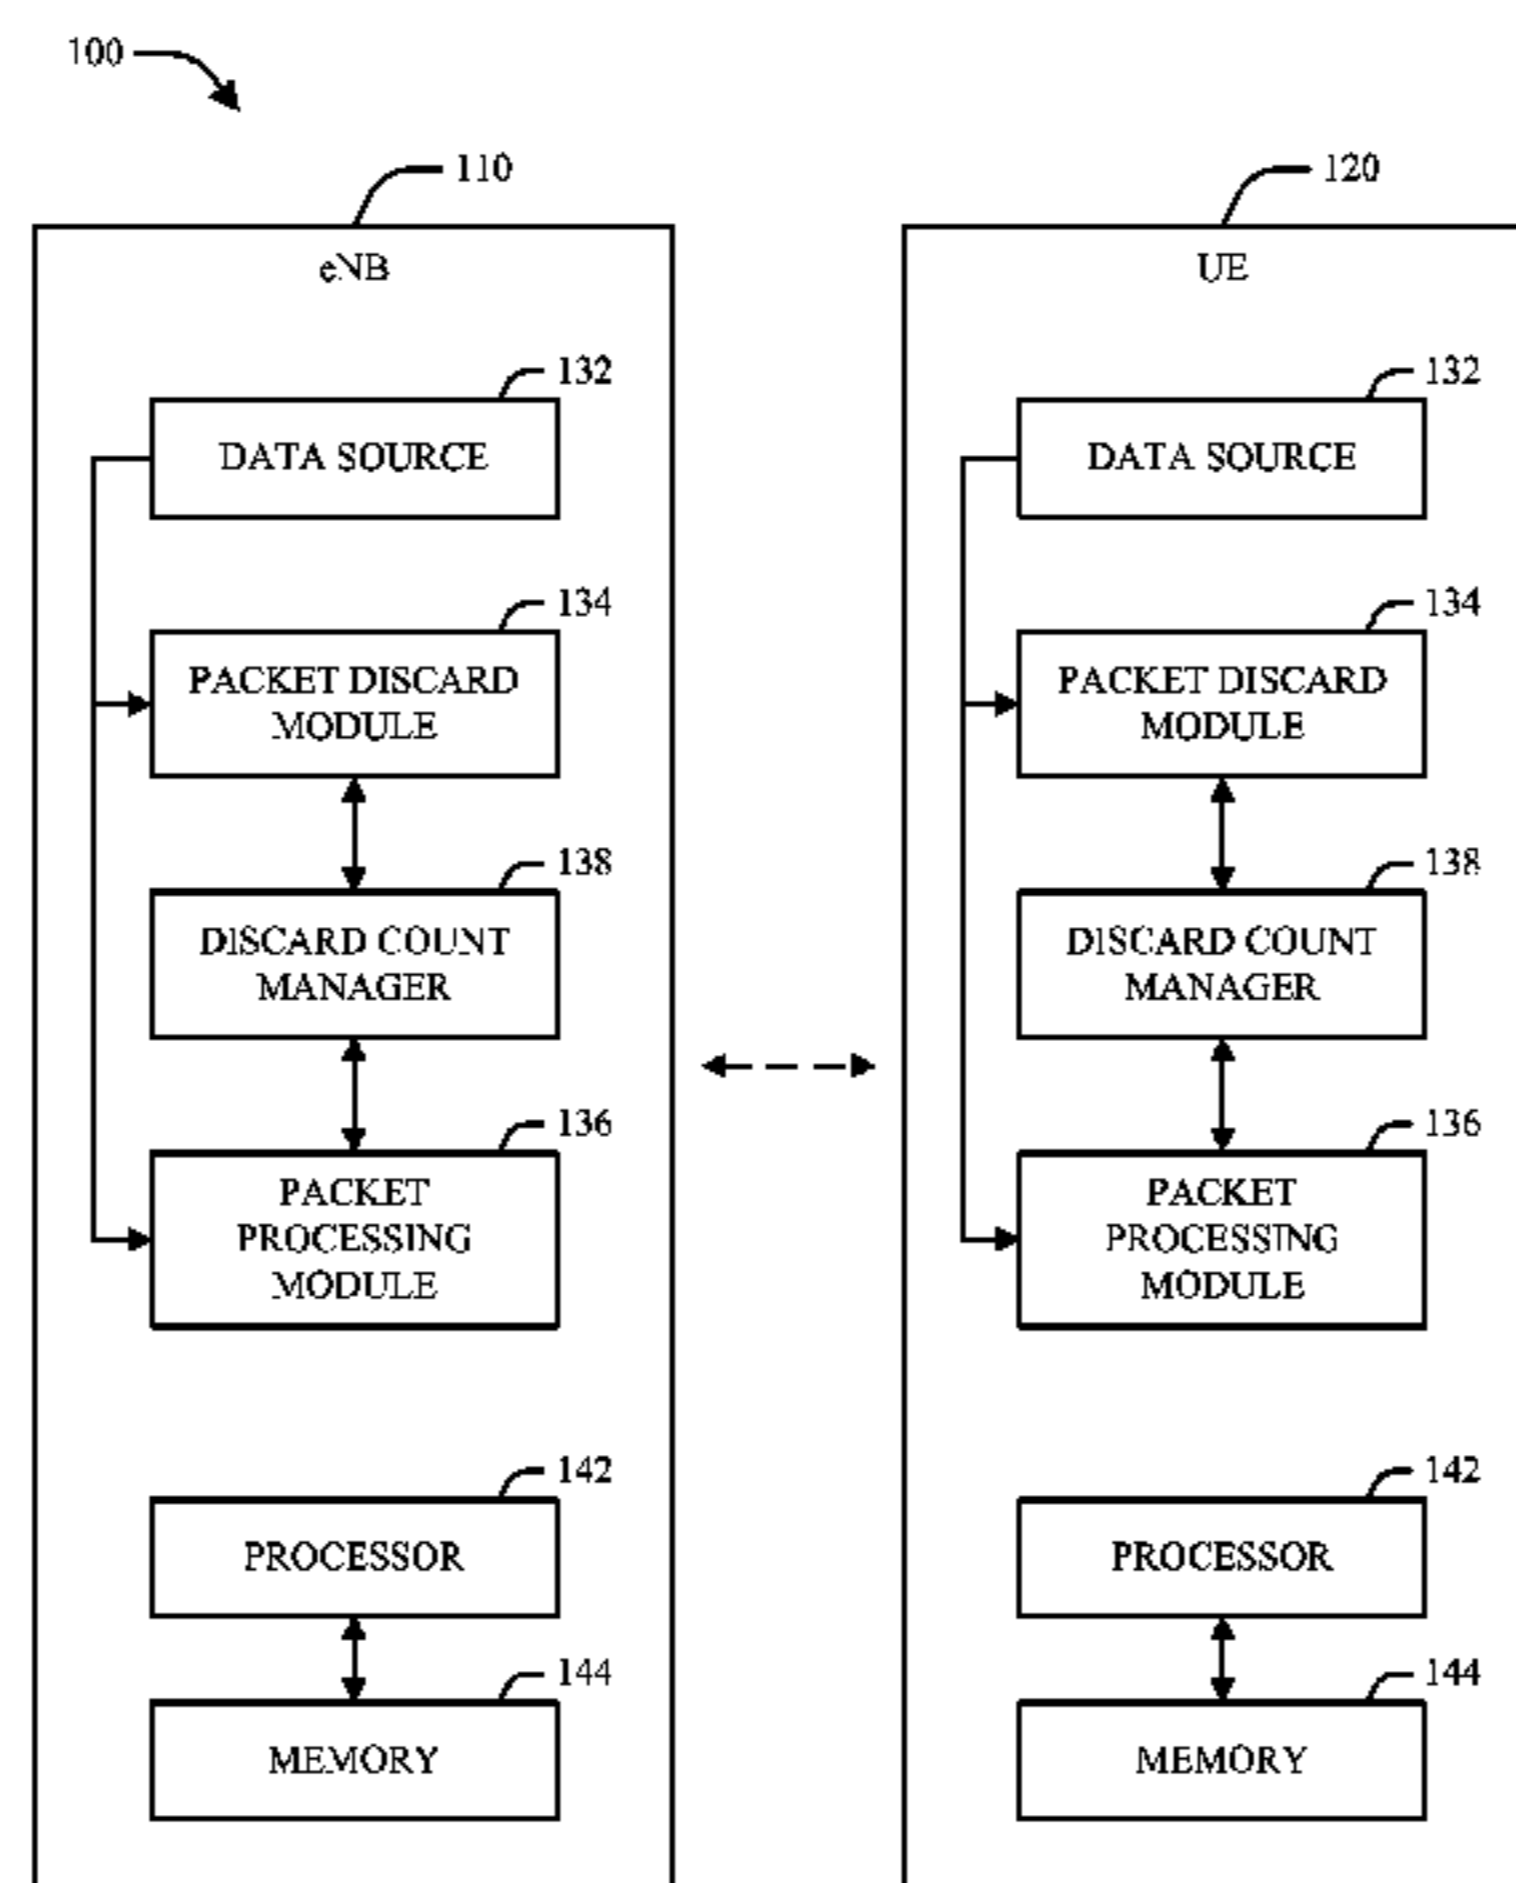 100
110
120
eNB
UE
132
132
DATA SOURCE
DATA SOURCE
134
134
PACKET DISCARD
MODULE
PACKET DISCARD
MODULE
138
138
DISCARD COUNT
MANAGER
DISCARD COUNT
MANAGER
136
136
PACKET
PROCESSING
MODULE
PACKET
PROCESSING
MODULE
142
142
PROCESSOR
PROCESSOR
144
144
MEMORY
MEMORY